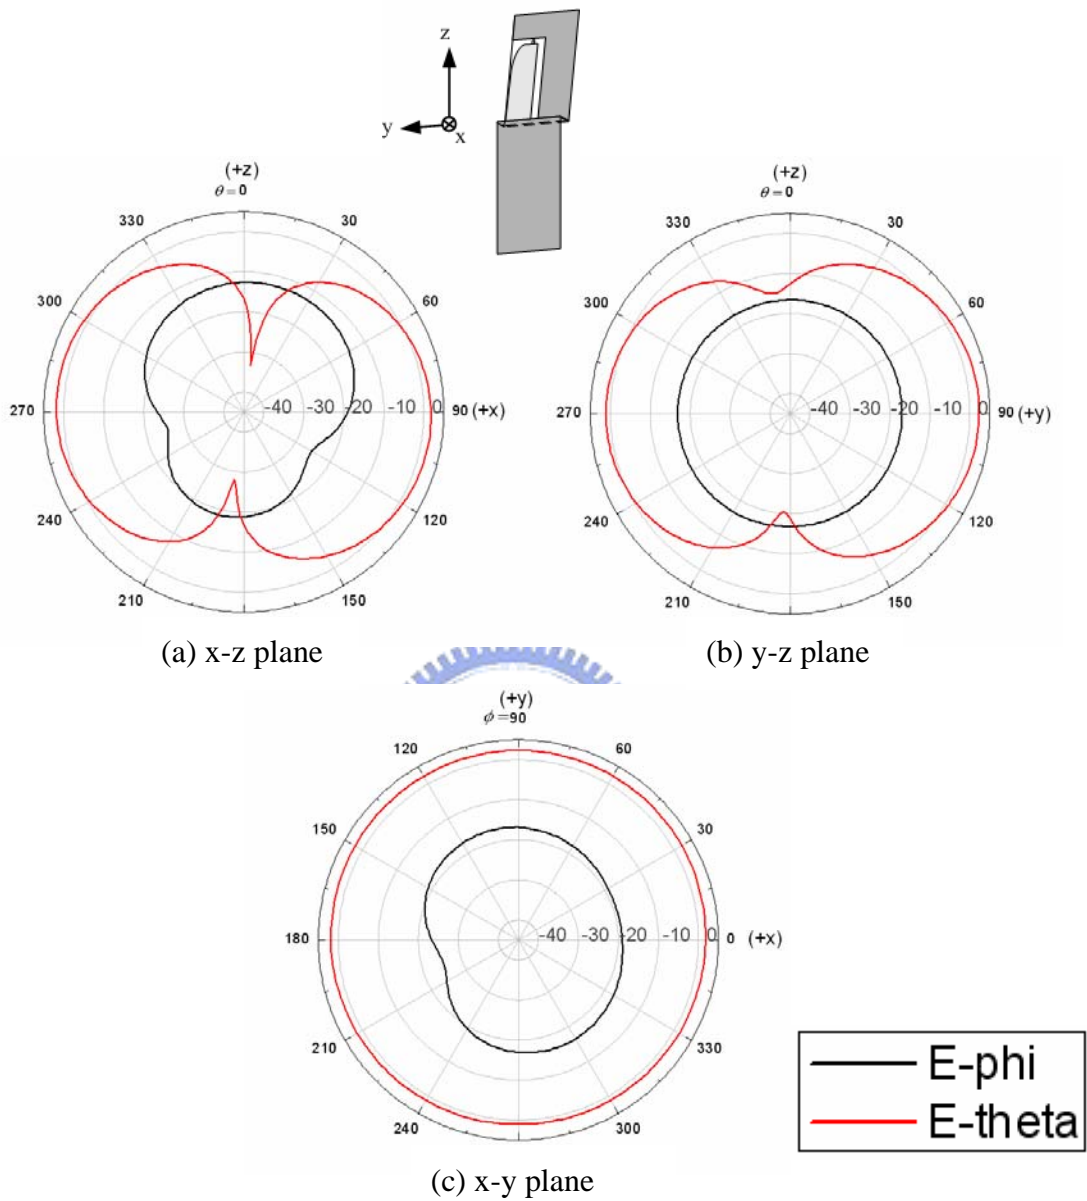 z
y
x
(+z)
θ=0
330
30
300
60
-40 -30 -20 -10 0
270
90 (+x)
240
120
210
150
(a) x-z plane
(+z)
θ=0
330
30
300
60
-40 -30 -20 -10 0
270
90 (+y)
240
120
210
150
(b) y-z plane
(+y)
ϕ=90
120
60
150
30
-40 -30 -20 -10 0
180
0 (+x)
210
330
240
300
(c) x-y plane
E-phi
E-theta